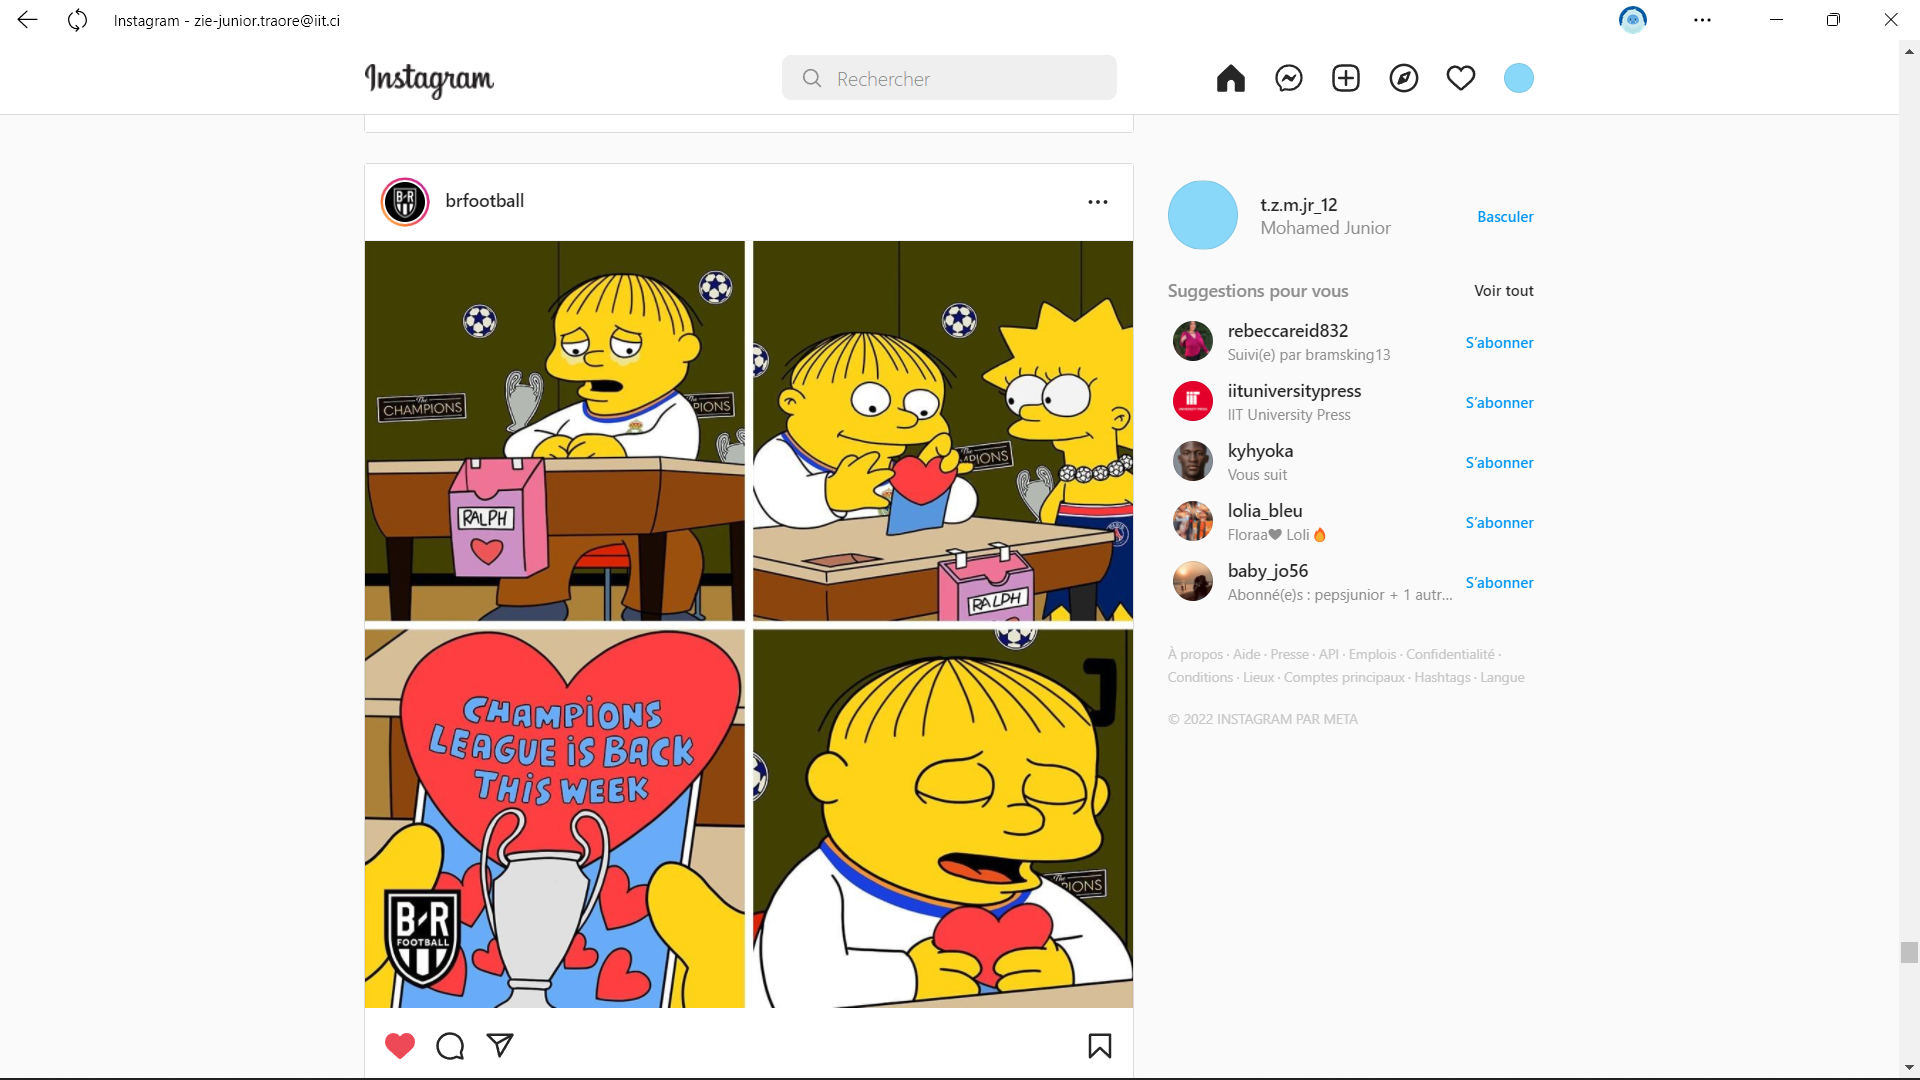 Instagram - zie-junior.traore@iit.ci
Instagram
Rechercher
brfootball
The
CHAMPIONS
PIONS
RALPH
PIONS
RALPH
CHAMPIONS
LEAGUE iS BACK
THiS WEEK
B-R
FOOTBALL
PIONS
t.z.m.jr_12
Mohamed Junior
Basculer
Suggestions pour vous
Voir tout
rebeccareid832
Suivi(e) par bramsking13
S'abonner
iituniversitypress
IIT University Press
S'abonner
kyhyoka
Vous suit
S'abonner
lolia_bleu
Floraa🖤 Loli🔥
S'abonner
baby_jo56
Abonné(e)s : pepsjunior + 1 autr...
S'abonner
À propos · Aide · Presse · API · Emplois · Confidentialité ·
Conditions · Lieux · Comptes principaux · Hashtags · Langue
© 2022 INSTAGRAM PAR META